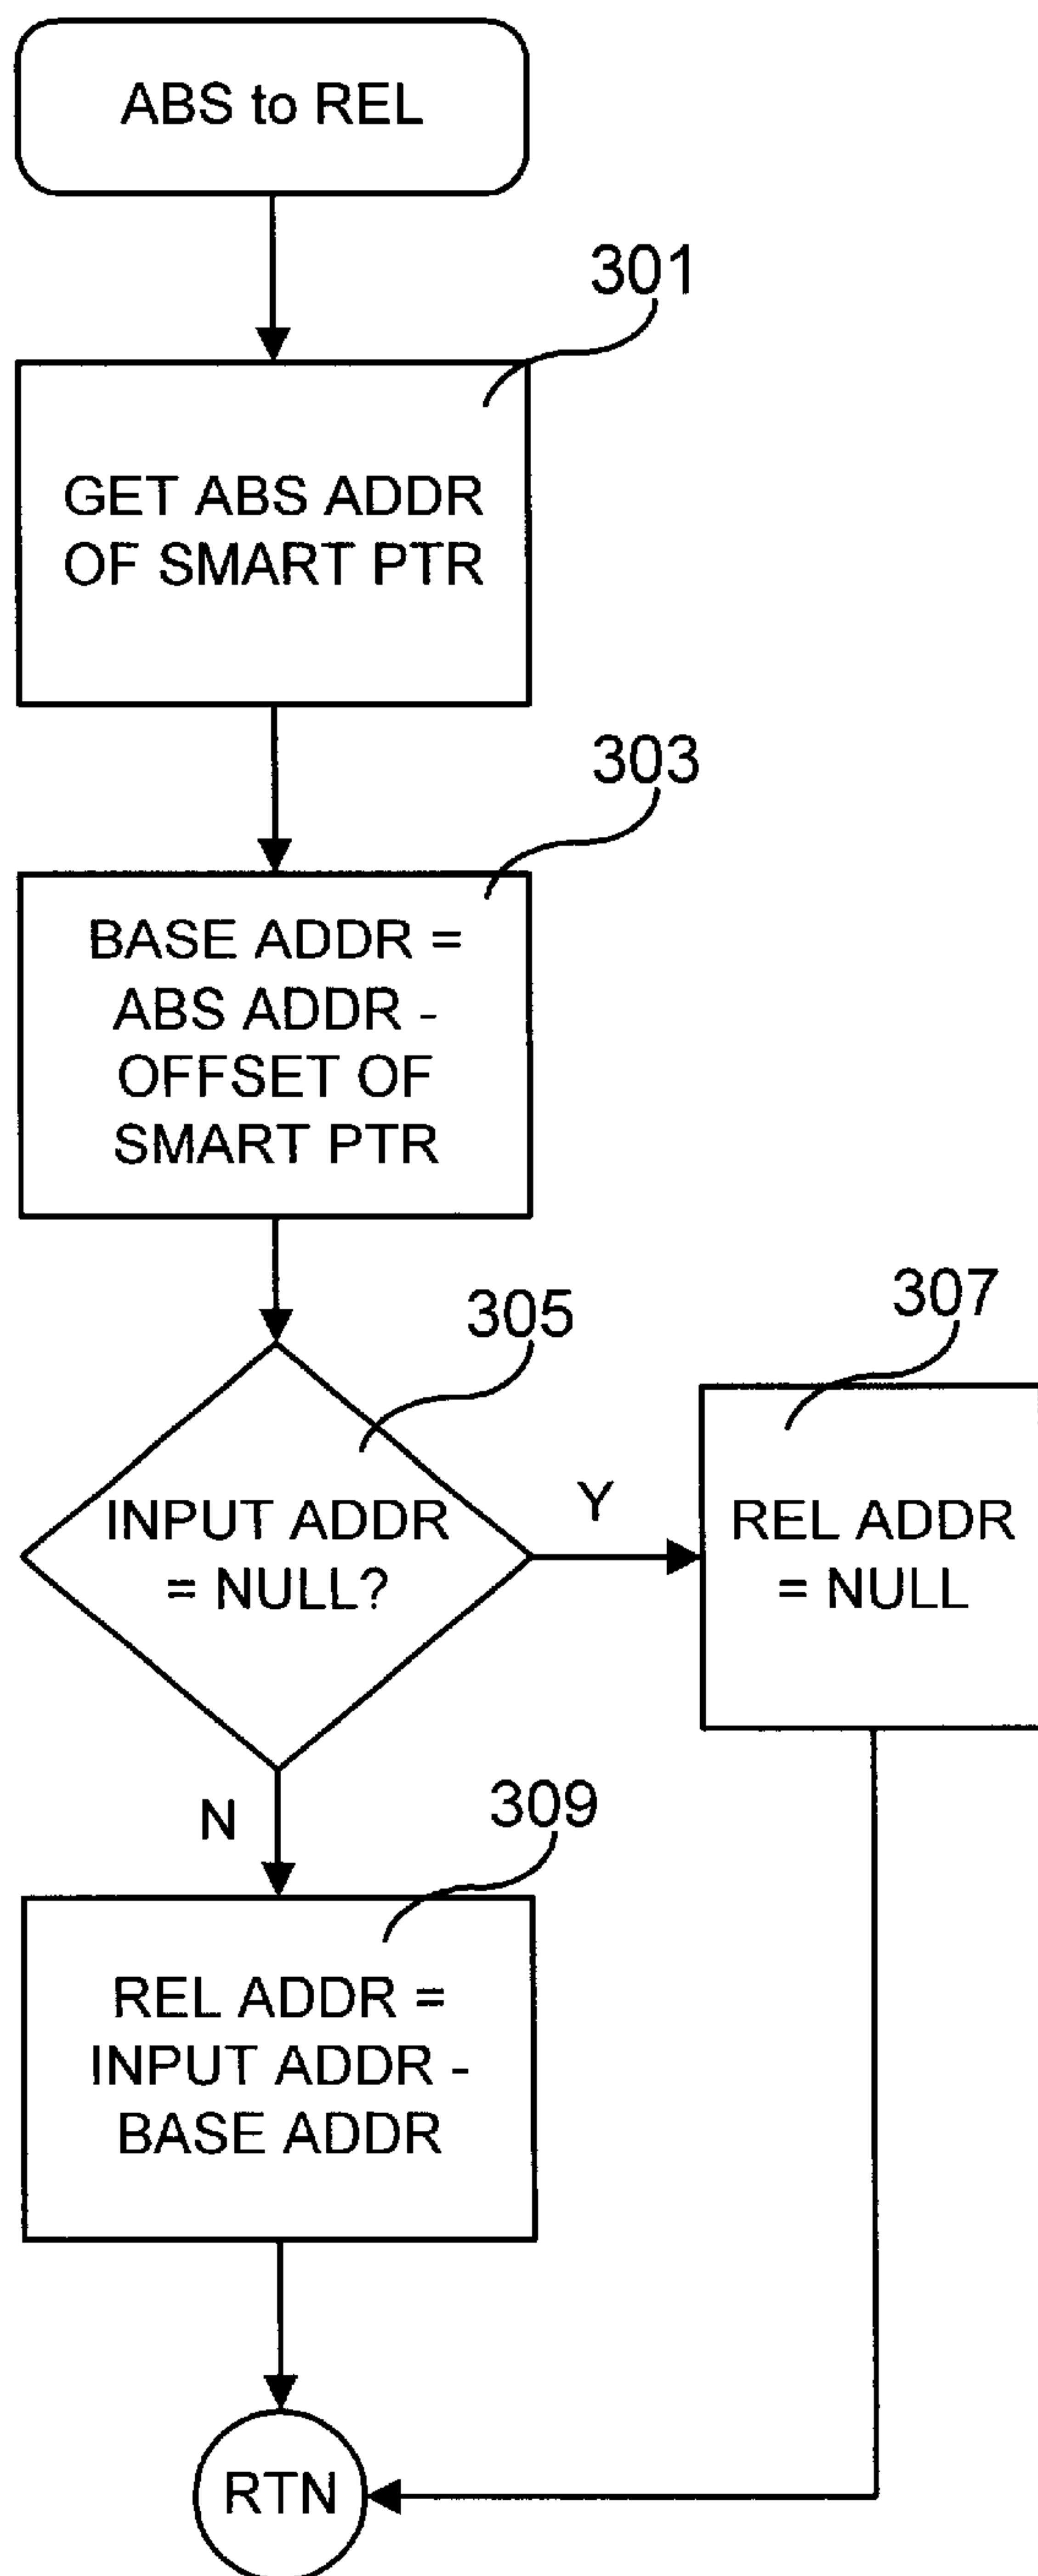 ABS to REL
301
GET ABS ADDR
OF SMART PTR
303
BASE ADDR =
ABS ADDR -
OFFSET OF
SMART PTR
305
INPUT ADDR
= NULL?
Y
307
REL ADDR
= NULL
N
309
REL ADDR =
INPUT ADDR -
BASE ADDR
RTN